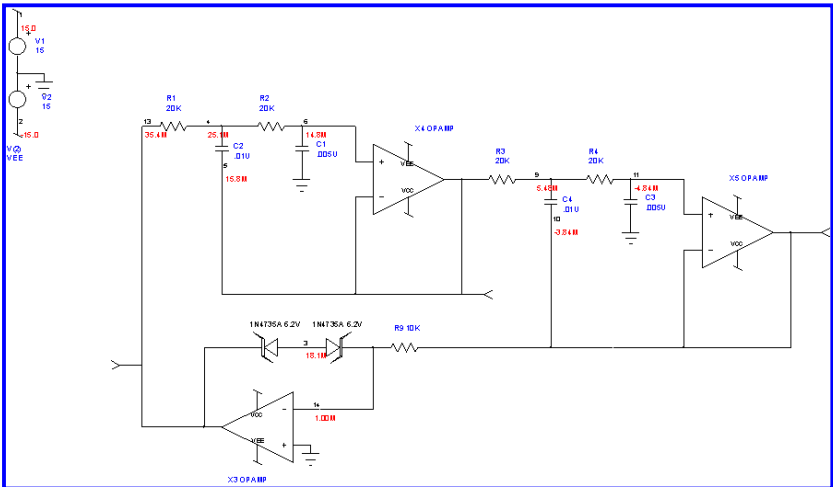 15.0
V1
15
V2
15
2
-15.0
VEE
R1
20K
R2
20K
13
4
6
35.4M
25.1M
14.8M
C2
.01U
C1
.005U
5
15.8M
X4 OPAMP
VEE
VCC
R3
20K
R4
20K
9
11
5.48M
-4.84M
C4
.01U
C3
.005U
10
-3.84M
X5 OPAMP
VEE
VCC
1N4735A 6.2V
1N4735A 6.2V
R9 10K
3
18.1M
14
1.00M
VCC
VEE
X3 OPAMP